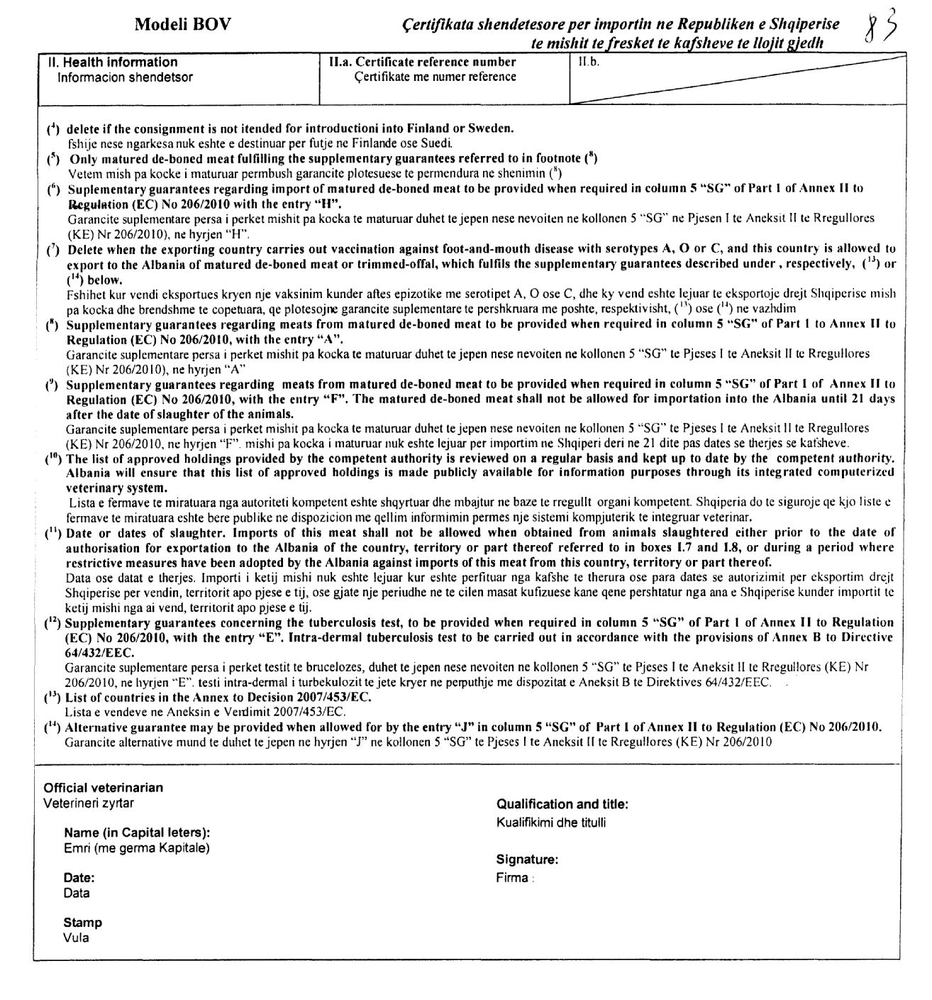 Modeli BOV
Çertifikata shendetesore per importin ne Republiken e Shqiperise
te mishit te fresket te kafsheve te llojit gjedh
83
II. Health information
Informacion shendetsor
II.a. Certificate reference number
Çertifikate me numer reference
II.b.
(4) delete if the consignment is not itended for introductioni into Finland or Sweden.
fshije nese ngarkesa nuk eshte e destinuar per futje ne Finlande ose Suedi.
(5) Only matured de-boned meat fulfilling the supplementary guarantees referred to in footnote (8)
Vetem mish pa kocke i maturuar permbush garancite plotesuese te permendura ne shenimin (8)
(6) Suplementary guarantees regarding import of matured de-boned meat to be provided when required in column 5 “SG” of Part 1 of Annex II to
Regulation (EC) No 206/2010 with the entry “H”.
Garancite suplementare persa i perket mishit pa kocka te maturuar duhet te jepen nese nevoiten ne kollonen 5 “SG” ne Pjesen I te Aneksit II te Rregullores
(KE) Nr 206/2010), ne hyrjen “H”.
(7) Delete when the exporting country carries out vaccination against foot-and-mouth disease with serotypes A, O or C, and this country is allowed to
export to the Albania of matured de-boned meat or trimmed-offal, which fulfils the supplementary guarantees described under , respectively, (13) or
(14) below.
Fshihet kur vendi eksportues kryen nje vaksinim kunder aftes epizotike me serotipet A, O ose C, dhe ky vend eshte lejuar te eksportoje drejt Shqiperise mish
pa kocka dhe brendshme te copetuara, qe plotesojne garancite suplementare te pershkruara me poshte, respektivisht, (13) ose (14) ne vazhdim
(8) Supplementary guarantees regarding meats from matured de-boned meat to be provided when required in column 5 “SG” of Part 1 to Annex II to
Regulation (EC) No 206/2010, with the entry “A”.
Garancite suplementare persa i perket mishit pa kocka te maturuar duhet te jepen nese nevoiten ne kollonen 5 “SG” te Pjeses I te Aneksit II te Rregullores
(KE) Nr 206/2010), ne hyrjen “A”
(9) Supplementary guarantees regarding meats from matured de-boned meat to be provided when required in column 5 “SG” of Part 1 of Annex II to
Regulation (EC) No 206/2010, with the entry “F”. The matured de-boned meat shall not be allowed for importation into the Albania until 21 days
after the date of slaughter of the animals.
Garancite suplementare persa i perket mishit pa kocka te maturuar duhet te jepen nese nevoiten ne kollonen 5 “SG” te Pjeses I te Aneksit II te Rregullores
(KE) Nr 206/2010, ne hyrjen “F”. mishi pa kocka i maturuar nuk eshte lejuar per importim ne Shqiperi deri ne 21 dite pas dates se therjes se kafsheve.
(10) The list of approved holdings provided by the competent authority is reviewed on a regular basis and kept up to date by the competent authority.
Albania will ensure that this list of approved holdings is made publicly available for information purposes through its integrated computerized
veterinary system.
Lista e fermave te miratuara nga autoriteti kompetent eshte shqyrtuar dhe mbajtur ne baze te rregullt organi kompetent. Shqiperia do te siguroje qe kjo liste e
fermave te miratuara eshte bere publike ne dispozicion me qellim informimin permes nje sistemi kompjuterik te integruar veterinar.
(11) Date or dates of slaughter. Imports of this meat shall not be allowed when obtained from animals slaughtered either prior to the date of
authorisation for exportation to the Albania of the country, territory or part thereof referred to in boxes I.7 and I.8, or during a period where
restrictive measures have been adopted by the Albania against imports of this meat from this country, territory or part thereof.
Data ose datat e therjes. Importi i ketij mishi nuk eshte lejuar kur eshte perfituar nga kafshe te therura ose para dates se autorizimit per eksportim drejt
Shqiperise per vendin, territorit apo pjese e tij, ose gjate nje periudhe ne te cilen masat kufizuese kane qene pershtatur nga ana e Shqiperise kunder importit te
ketij mishi nga ai vend, territorit apo pjese e tij.
(12) Supplementary guarantees concerning the tuberculosis test, to be provided when required in column 5 “SG” of Part 1 of Annex II to Regulation
(EC) No 206/2010, with the entry “E”. Intra-dermal tuberculosis test to be carried out in accordance with the provisions of Annex B to Directive
64/432/EEC.
Garancite suplementare persa i perket testit te brucelozes, duhet te jepen nese nevoiten ne kollonen 5 “SG” te Pjeses I te Aneksit II te Rregullores (KE) Nr
206/2010, ne hyrjen “E”. testi intra-dermal i turbekulozit te jete kryer ne perputhje me dispozitat e Aneksit B te Direktives 64/432/EEC.
(13) List of countries in the Annex to Decision 2007/453/EC.
Lista e vendeve ne Aneksin e Verdimit 2007/453/EC.
(14) Alternative guarantee may be provided when allowed for by the entry “J” in column 5 “SG” of Part 1 of Annex II to Regulation (EC) No 206/2010.
Garancite alternative mund te duhet te jepen ne hyrjen “J” ne kollonen 5 “SG” te Pjeses I te Aneksit II te Rregullores (KE) Nr 206/2010
Official veterinarian
Veterineri zyrtar
Qualification and title:
Kualifikimi dhe titulli
Name (in Capital leters):
Emri (me germa Kapitale)
Signature:
Firma :
Date:
Data
Stamp
Vula